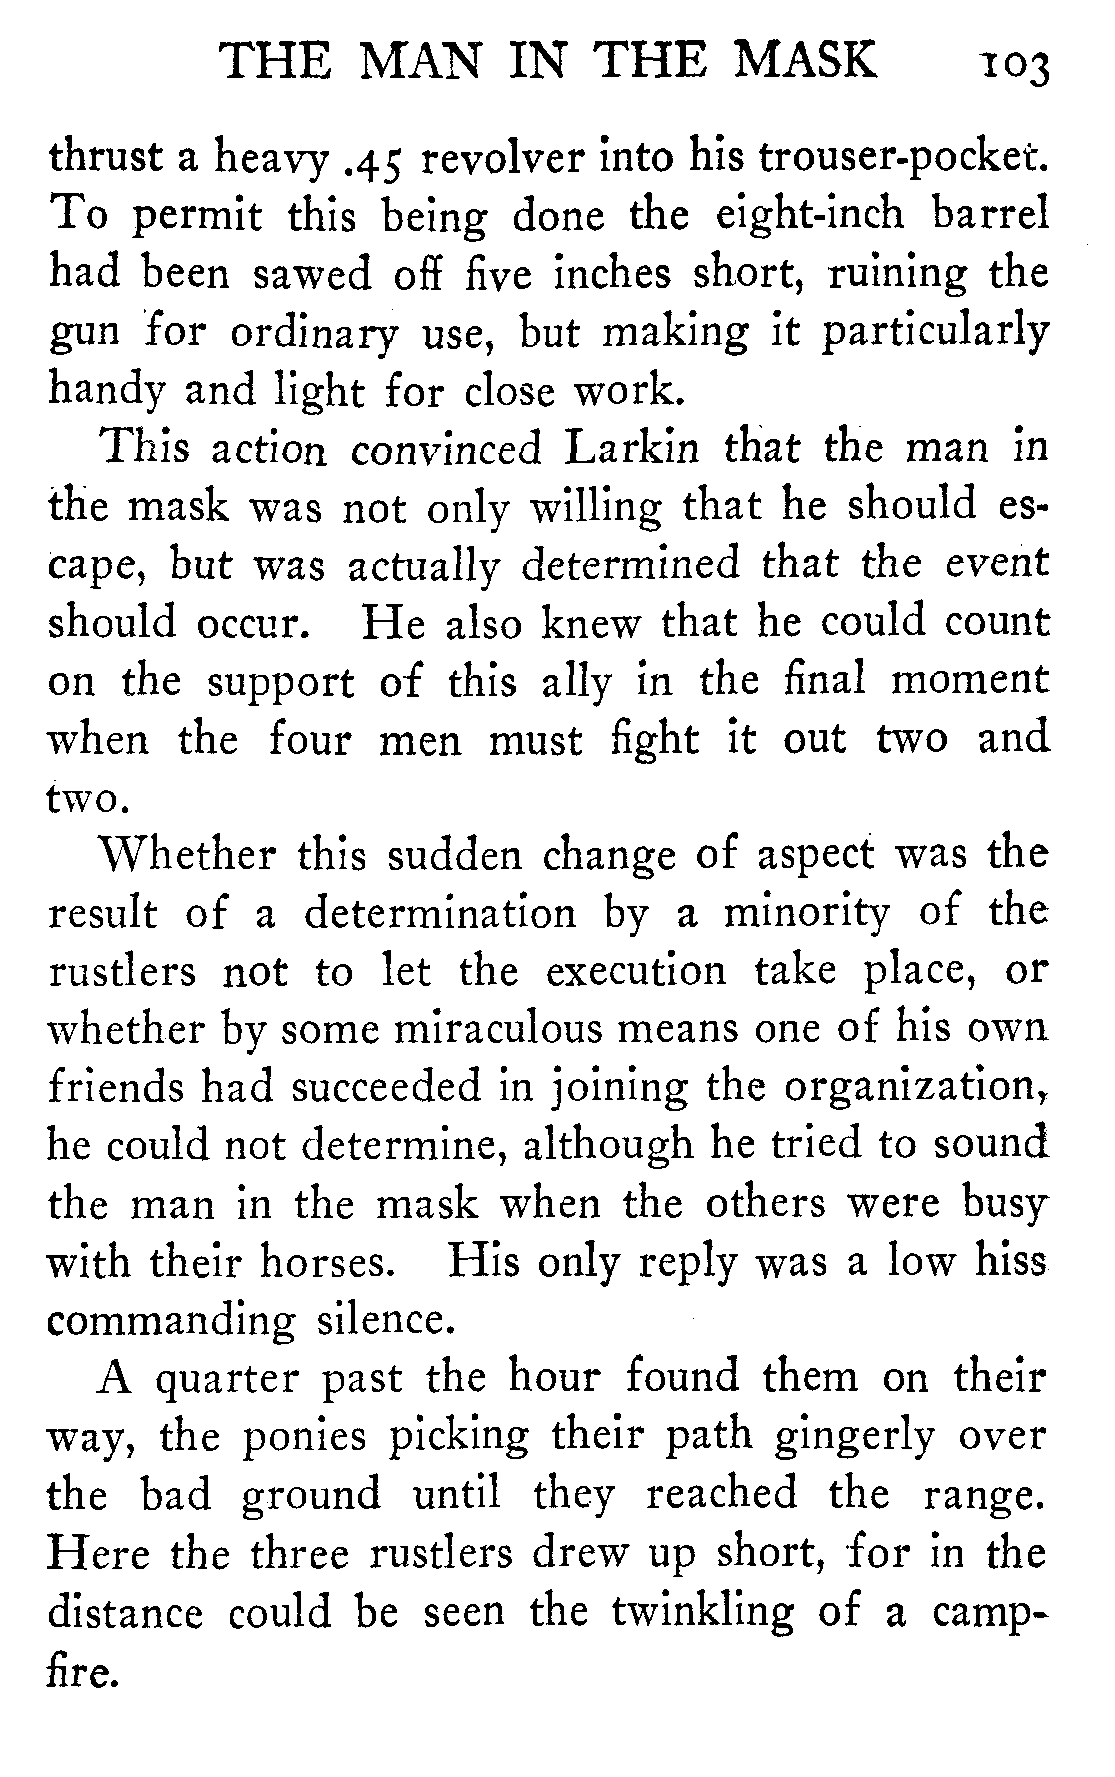 THE MAN IN THE MASK 103
thrust a heavy .45 revolver into his trouser-pocket.
To permit this being done the eight-inch barrel
had been sawed off five inches short, ruining the
gun for ordinary use, but making it particularly
handy and light for close work.
This action convinced Larkin that the man in
the mask was not only willing that he should es-
cape, but was actually determined that the event
should occur. He also knew that he could count
on the support of this ally in the final moment
when the four men must fight it out two and
two.
Whether this sudden change of aspect was the
result of a determination by a minority of the
rustlers not to let the execution take place, or
whether by some miraculous means one of his own
friends had succeeded in joining the organization,
he could not determine, although he tried to sound
the man in the mask when the others were busy
with their horses. His only reply was a low hiss
commanding silence.
A quarter past the hour found them on their
way, the ponies picking their path gingerly over
the bad ground until they reached the range.
Here the three rustlers drew up short, for in the
distance could be seen the twinkling of a camp-
fire.